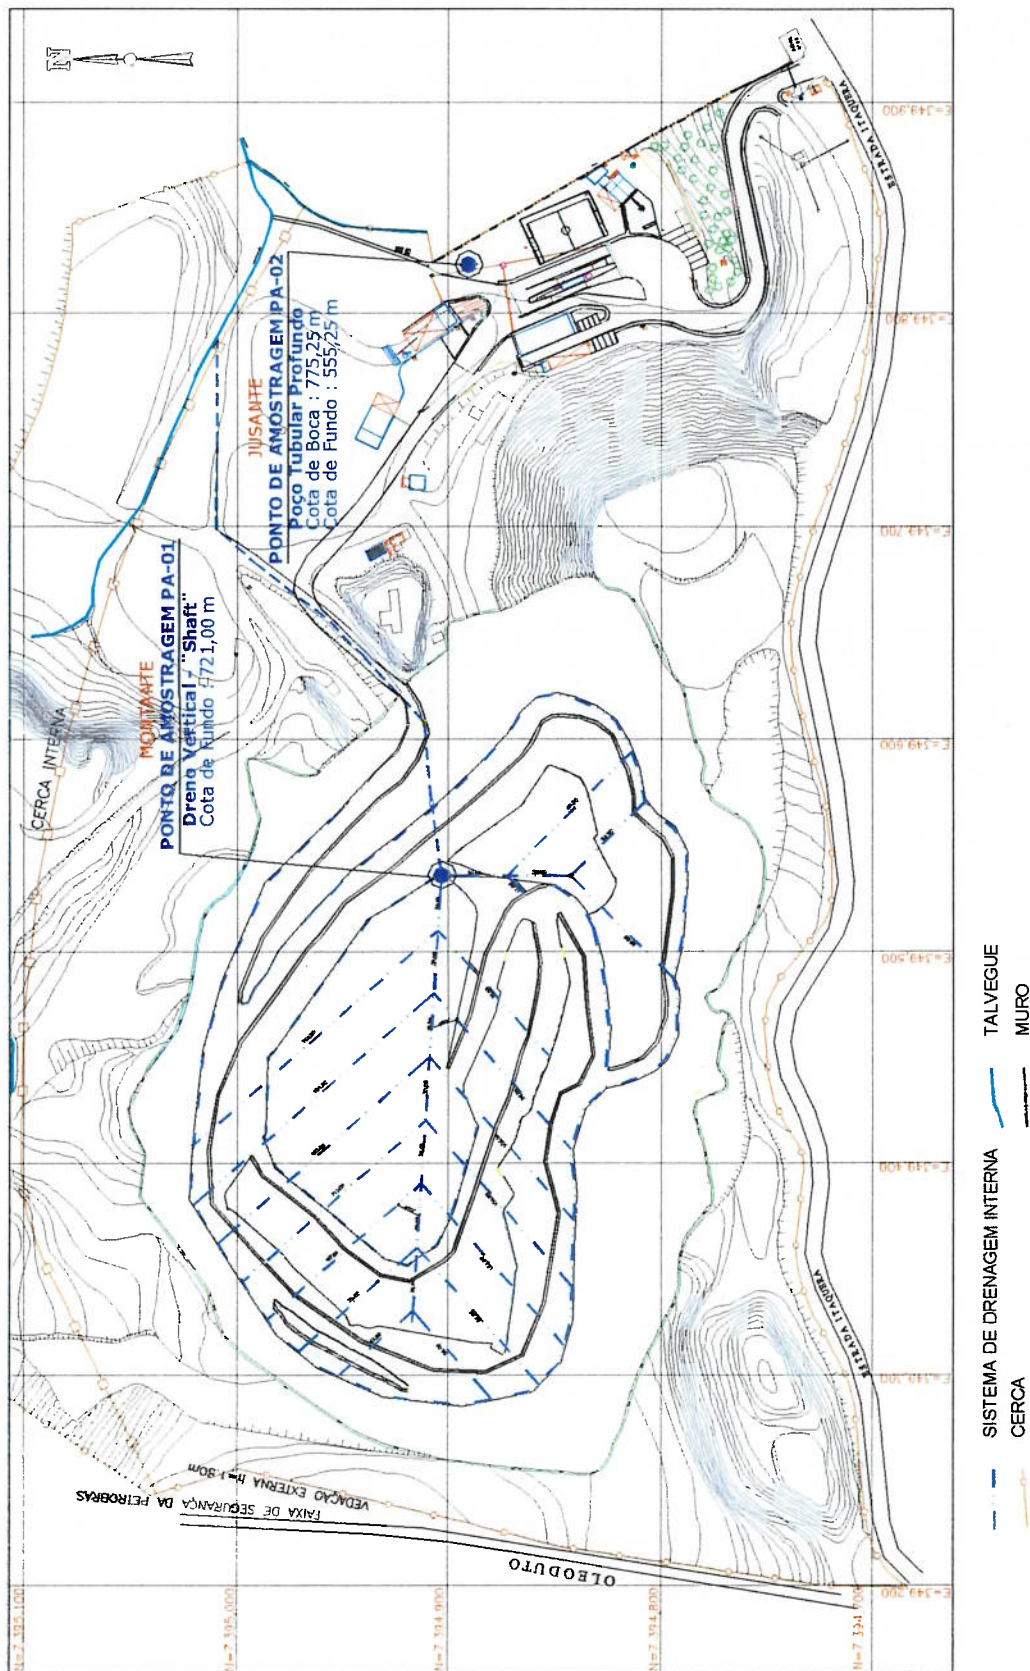 N
MONTANTE
PONTO DE AMOSTRAGEM PA-01
Dreno Vertical - "Shaft"
Cota de Fundo : 721,00 m
JUSANTE
PONTO DE AMOSTRAGEM PA-02
Poço Tubular Profundo
Cota de Boca : 775,25 m
Cota de Fundo : 555,25 m
CERCA INTERNA
VEDAÇÃO EXTERNA h=1.80m
FAIXA DE SEGURANÇA DA PETROBRAS
OLEODUTO
ESTRADA ITAQUERA
ESTRADA ITAQUERA
N=7.395.100
N=7.395.000
N=7.394.900
N=7.394.800
N=7.394.700
E=349.200
E=349.300
E=349.400
E=349.500
E=349.600
E=349.700
E=349.800
E=349.900
SISTEMA DE DRENAGEM INTERNA
TALVEGUE
CERCA
MURO